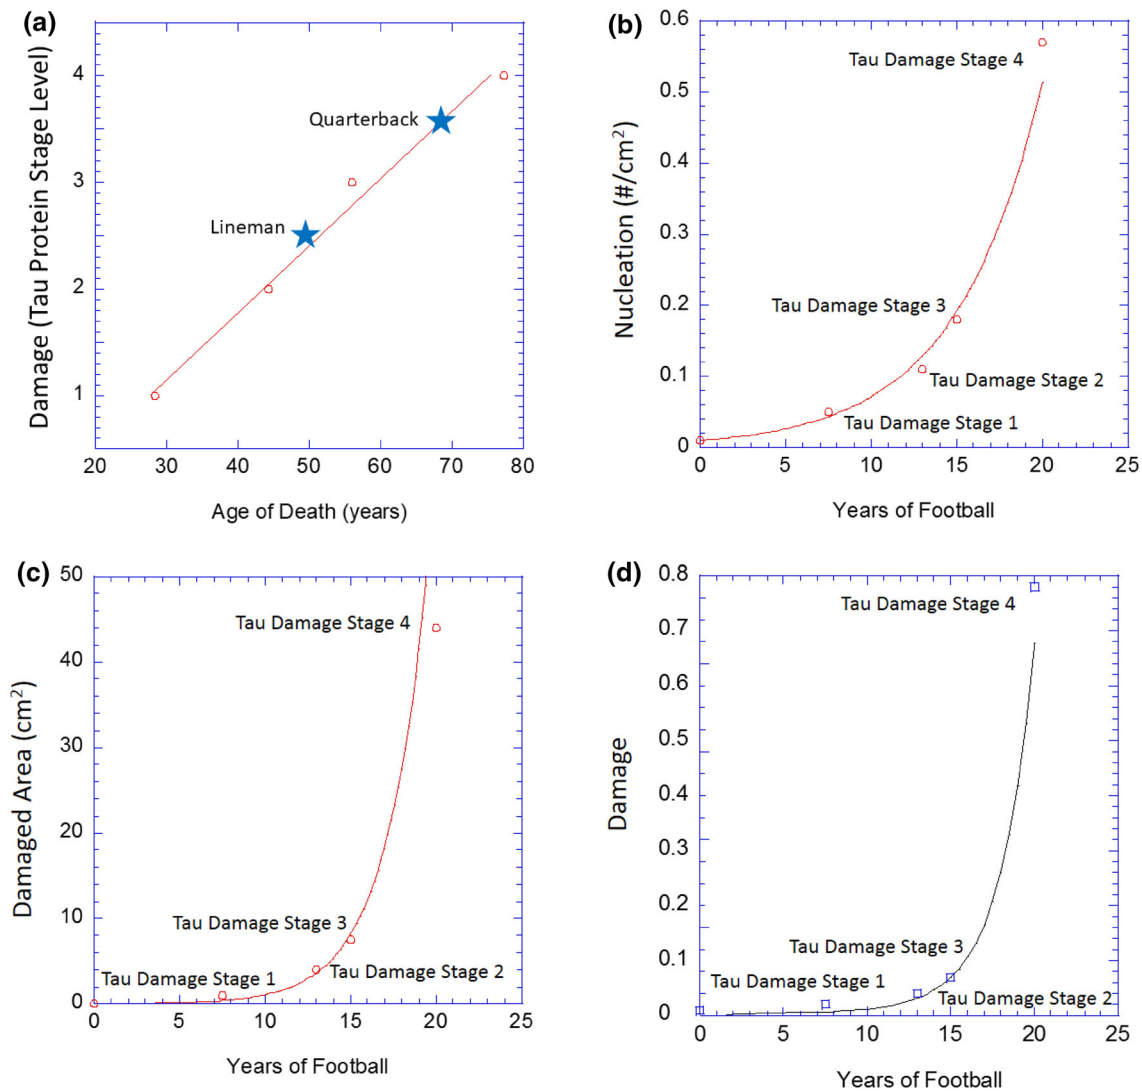 (a)
Damage (Tau Protein Stage Level)
4
3
2
1
Quarterback
Lineman
20 30 40 50 60 70 80
Age of Death (years)
(b)
Nucleation (#/cm²)
0.6
0.5
0.4
0.3
0.2
0.1
0
Tau Damage Stage 4
Tau Damage Stage 3
Tau Damage Stage 2
Tau Damage Stage 1
0 5 10 15 20 25
Years of Football
(c)
Damaged Area (cm²)
50
40
30
20
10
0
Tau Damage Stage 4
Tau Damage Stage 3
Tau Damage Stage 2
Tau Damage Stage 1
0 5 10 15 20 25
Years of Football
(d)
Damage
0.8
0.7
0.6
0.5
0.4
0.3
0.2
0.1
0
Tau Damage Stage 4
Tau Damage Stage 3
Tau Damage Stage 1
Tau Damage Stage 2
0 5 10 15 20 25
Years of Football